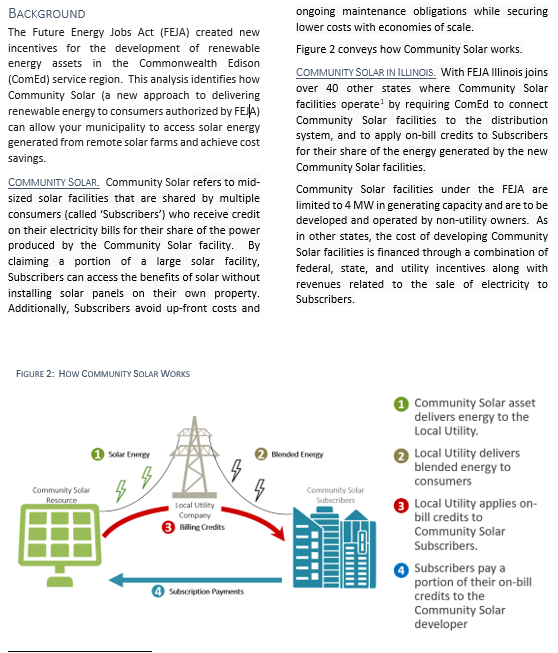 BACKGROUND
The Future Energy Jobs Act (FEJA) created new
incentives for the development of renewable
energy assets in the Commonwealth Edison
(ComEd) service region. This analysis identifies how
Community Solar (a new approach to delivering
renewable energy to consumers authorized by FEJA)
can allow your municipality to access solar energy
generated from remote solar farms and achieve cost
savings.
COMMUNITY SOLAR. Community Solar refers to mid-
sized solar facilities that are shared by multiple
consumers (called ‘Subscribers’) who receive credit
on their electricity bills for their share of the power
produced by the Community Solar facility. By
claiming a portion of a large solar facility,
Subscribers can access the benefits of solar without
installing solar panels on their own property.
Additionally, Subscribers avoid up-front costs and
ongoing maintenance obligations while securing
lower costs with economies of scale.
Figure 2 conveys how Community Solar works.
COMMUNITY SOLAR IN ILLINOIS. With FEJA Illinois joins
over 40 other states where Community Solar
facilities operate¹ by requiring ComEd to connect
Community Solar facilities to the distribution
system, and to apply on-bill credits to Subscribers
for their share of the energy generated by the new
Community Solar facilities.
Community Solar facilities under the FEJA are
limited to 4 MW in generating capacity and are to be
developed and operated by non-utility owners. As
in other states, the cost of developing Community
Solar facilities is financed through a combination of
federal, state, and utility incentives along with
revenues related to the sale of electricity to
Subscribers.
FIGURE 2: HOW COMMUNITY SOLAR WORKS
1 Solar Energy
2 Blended Energy
Community Solar
Resource
Local Utility
Company
Community Solar
Subscribers
3 Billing Credits
4 Subscription Payments
1 Community Solar asset
delivers energy to the
Local Utility.
2 Local Utility delivers
blended energy to
consumers
3 Local Utility applies on-
bill credits to
Community Solar
Subscribers.
4 Subscribers pay a
portion of their on-bill
credits to the
Community Solar
developer